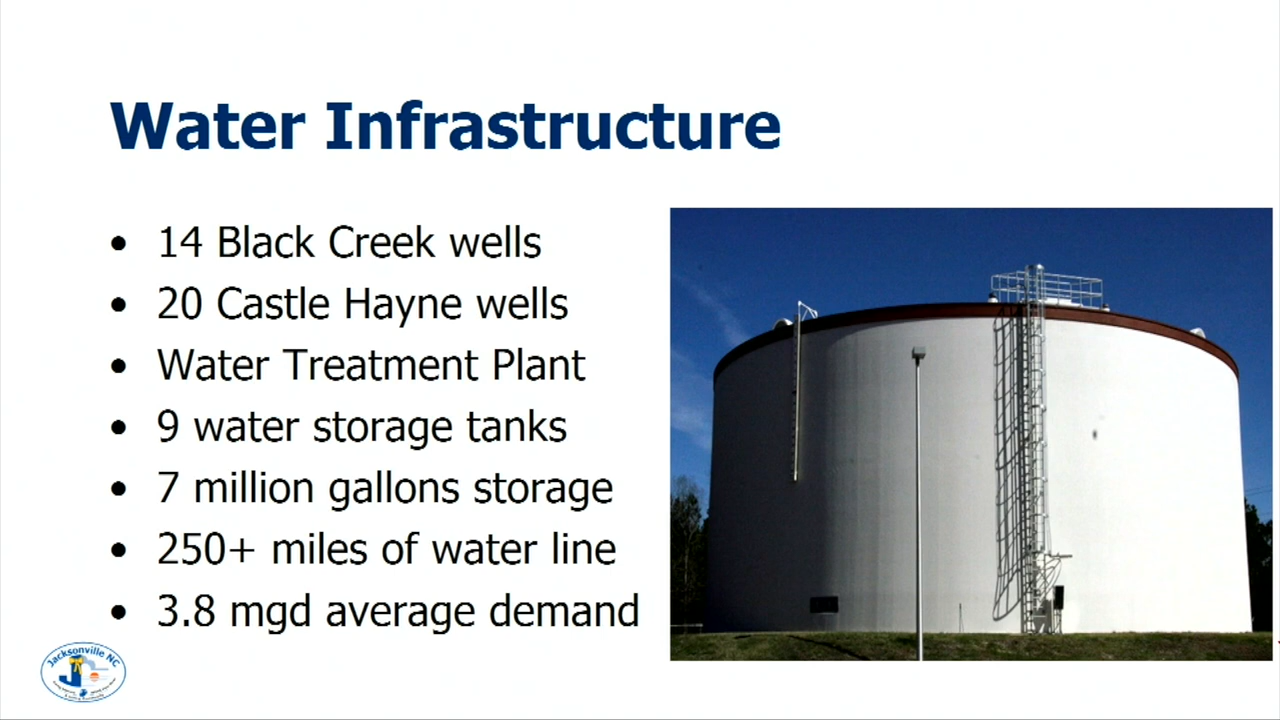 Water Infrastructure
• 14 Black Creek wells
• 20 Castle Hayne wells
• Water Treatment Plant
• 9 water storage tanks
• 7 million gallons storage
• 250+ miles of water line
• 3.8 mgd average demand
Jacksonville NC